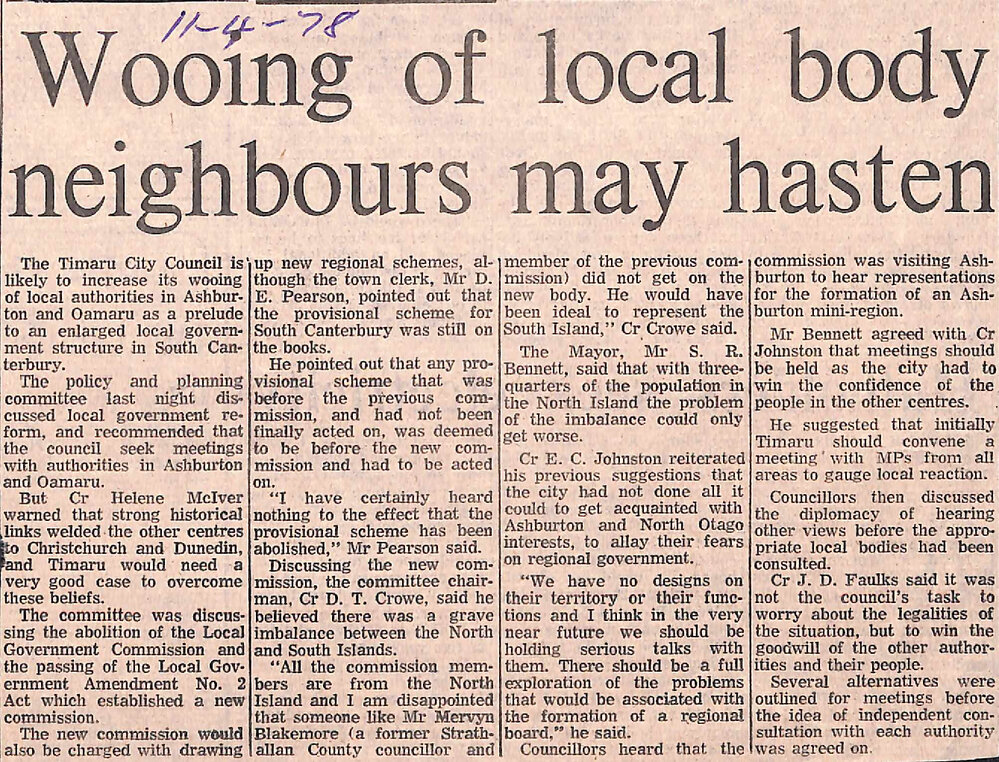 11-4-78
Wooing of local body
neighbours may hasten
The Timaru City Council is
likely to increase its wooing
of local authorities in Ashbur-
ton and Oamaru as a prelude
to an enlarged local govern-
ment structure in South Can-
terbury.
The policy and planning
committee last night dis-
cussed local government re-
form, and recommended that
the council seek meetings
with authorities in Ashburton
and Oamaru.
But Cr Helene McIver
warned that strong historical
links welded the other centres
to Christchurch and Dunedin,
and Timaru would need a
very good case to overcome
these beliefs.
The committee was discus-
sing the abolition of the Local
Government Commission and
the passing of the Local Gov-
ernment Amendment No. 2
Act which established a new
commission.
The new commission would
also be charged with drawing
up new regional schemes, al-
though the town clerk, Mr D.
E. Pearson, pointed out that
the provisional scheme for
South Canterbury was still on
the books.
He pointed out that any pro-
visional scheme that was
before the previous com-
mission, and had not been
finally acted on, was deemed
to be before the new com-
mission and had to be acted
on.
"I have certainly heard
nothing to the effect that the
provisional scheme has been
abolished," Mr Pearson said.
Discussing the new com-
mission, the committee chair-
man, Cr D. T. Crowe, said he
believed there was a grave
imbalance between the North
and South Islands.
"All the commission mem-
bers are from the North
Island and I am disappointed
that someone like Mr Mervyn
Blakemore (a former Strath-
allan County councillor and
member of the previous com-
mission) did not get on the
new body. He would have
been ideal to represent the
South Island," Cr Crowe said.
The Mayor, Mr S. R.
Bennett, said that with three-
quarters of the population in
the North Island the problem
of the imbalance could only
get worse.
Cr E. C. Johnston reiterated
his previous suggestions that
the city had not done all it
could to get acquainted with
Ashburton and North Otago
interests, to allay their fears
on regional government.
"We have no designs on
their territory or their func-
tions and I think in the very
near future we should be
holding serious talks with
them. There should be a full
exploration of the problems
that would be associated with
the formation of a regional
board," he said.
Councillors heard that the
commission was visiting Ash-
burton to hear representations
for the formation of an Ash-
burton mini-region.
Mr Bennett agreed with Cr
Johnston that meetings should
be held as the city had to
win the confidence of the
people in the other centres.
He suggested that initially
Timaru should convene a
meeting with MPs from all
areas to gauge local reaction.
Councillors then discussed
the diplomacy of hearing
other views before the appro-
priate local bodies had been
consulted.
Cr J. D. Faulks said it was
not the council's task to
worry about the legalities of
the situation, but to win the
goodwill of the other author-
ities and their people.
Several alternatives were
outlined for meetings before
the idea of independent con-
sultation with each authority
was agreed on.